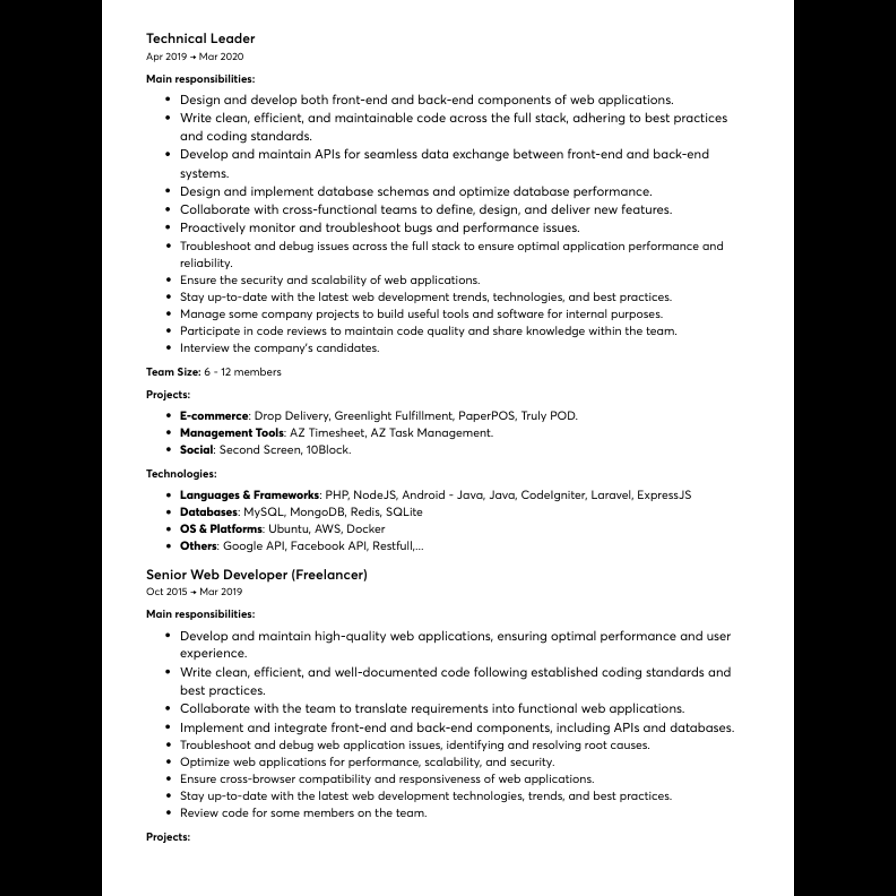 Technical Leader
Apr 2019 → Mar 2020
Main responsibilities:
• Design and develop both front-end and back-end components of web applications.
• Write clean, efficient, and maintainable code across the full stack, adhering to best practices
and coding standards.
• Develop and maintain APIs for seamless data exchange between front-end and back-end
systems.
• Design and implement database schemas and optimize database performance.
• Collaborate with cross-functional teams to define, design, and deliver new features.
• Proactively monitor and troubleshoot bugs and performance issues.
• Troubleshoot and debug issues across the full stack to ensure optimal application performance and
reliability.
• Ensure the security and scalability of web applications.
• Stay up-to-date with the latest web development trends, technologies, and best practices.
• Manage some company projects to build useful tools and software for internal purposes.
• Participate in code reviews to maintain code quality and share knowledge within the team.
• Interview the company's candidates.
Team Size: 6 - 12 members
Projects:
• E-commerce: Drop Delivery, Greenlight Fulfillment, PaperPOS, Truly POD.
• Management Tools: AZ Timesheet, AZ Task Management.
• Social: Second Screen, 10Block.
Technologies:
• Languages & Frameworks: PHP, NodeJS, Android - Java, Java, CodeIgniter, Laravel, ExpressJS
• Databases: MySQL, MongoDB, Redis, SQLite
• OS & Platforms: Ubuntu, AWS, Docker
• Others: Google API, Facebook API, Restfull,...
Senior Web Developer (Freelancer)
Oct 2015 → Mar 2019
Main responsibilities:
• Develop and maintain high-quality web applications, ensuring optimal performance and user
experience.
• Write clean, efficient, and well-documented code following established coding standards and
best practices.
• Collaborate with the team to translate requirements into functional web applications.
• Implement and integrate front-end and back-end components, including APIs and databases.
• Troubleshoot and debug web application issues, identifying and resolving root causes.
• Optimize web applications for performance, scalability, and security.
• Ensure cross-browser compatibility and responsiveness of web applications.
• Stay up-to-date with the latest web development technologies, trends, and best practices.
• Review code for some members on the team.
Projects: